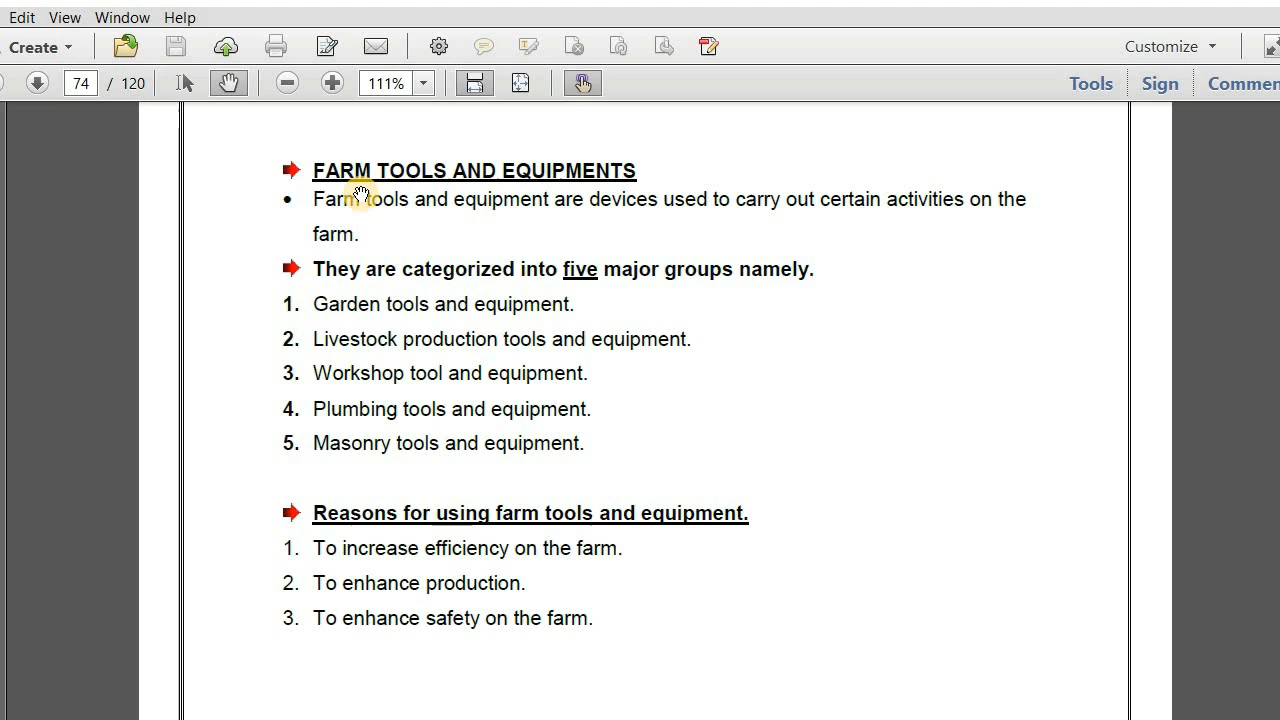 Edit View Window Help
Create Customize
74 / 120 111% Tools Sign Commen
FARM TOOLS AND EQUIPMENTS
• Farm tools and equipment are devices used to carry out certain activities on the
farm.
They are categorized into five major groups namely.
1. Garden tools and equipment.
2. Livestock production tools and equipment.
3. Workshop tool and equipment.
4. Plumbing tools and equipment.
5. Masonry tools and equipment.
Reasons for using farm tools and equipment.
1. To increase efficiency on the farm.
2. To enhance production.
3. To enhance safety on the farm.